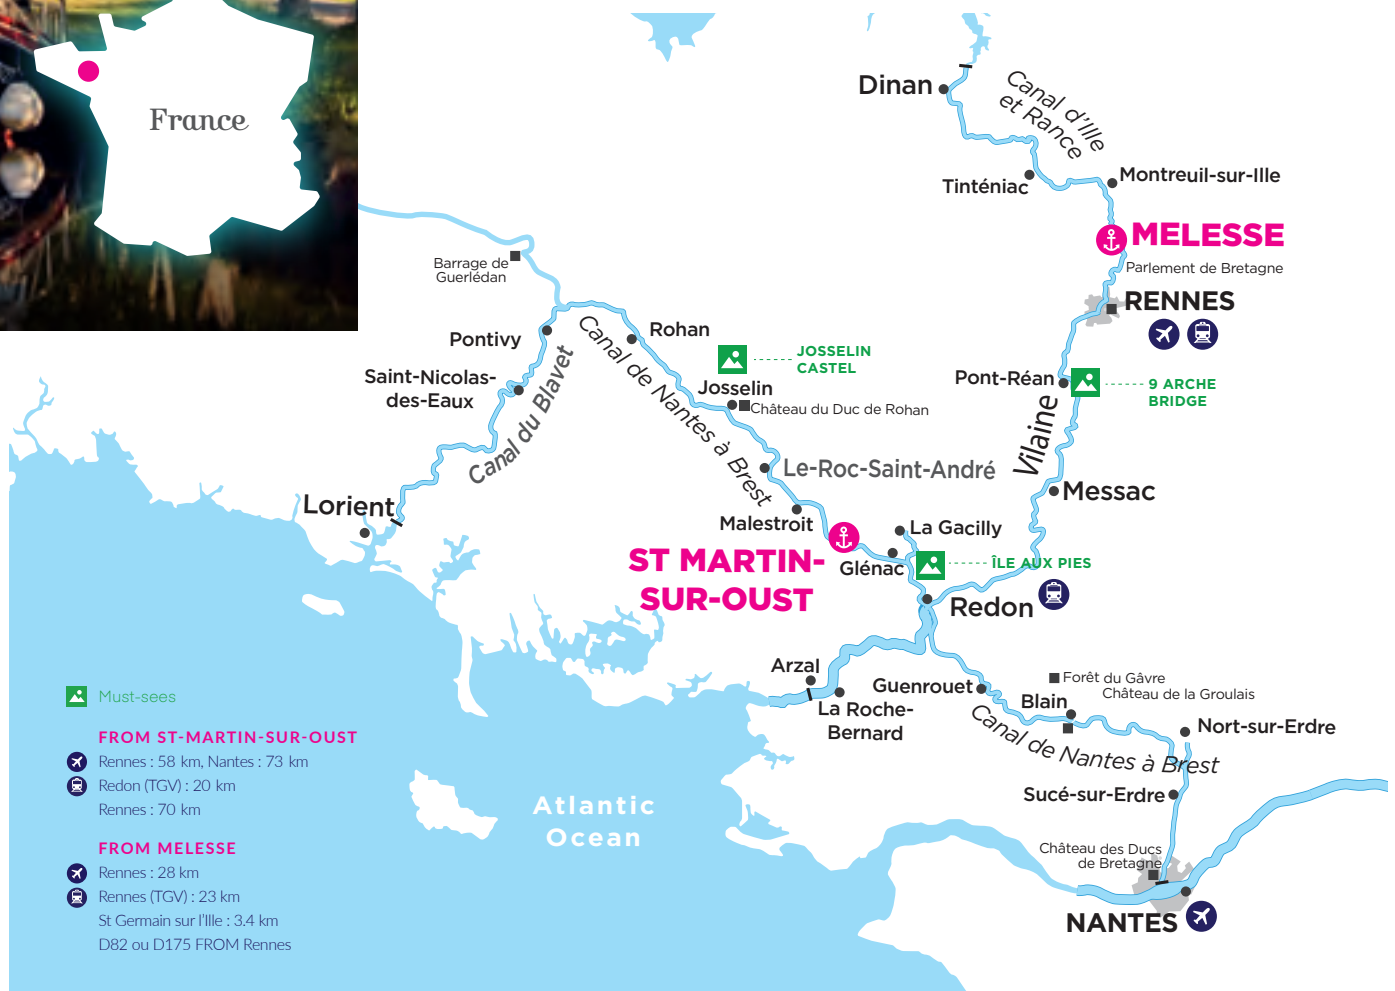 France
Dinan
Canal d'Ille
et Rance
Tinténiac
Montreuil-sur-Ille
MELESSE
Parlement de Bretagne
RENNES
Barrage de
Guerlédan
Pontivy
Rohan
JOSSELIN
CASTEL
Saint-Nicolas-
des-Eaux
Canal du Blavet
Canal de Nantes à Brest
Josselin
Château du Duc de Rohan
Pont-Réan
9 ARCHE
BRIDGE
Vilaine
Le-Roc-Saint-André
Messac
Lorient
Malestroit
La Gacilly
ST MARTIN-
SUR-OUST
Glénac
ÎLE AUX PIES
Redon
Arzal
La Roche-
Bernard
Guenrouet
Forêt du Gâvre
Château de la Groulais
Blain
Nort-sur-Erdre
Canal de Nantes à Brest
Sucé-sur-Erdre
Atlantic
Ocean
Château des Ducs
de Bretagne
NANTES
Must-sees
FROM ST-MARTIN-SUR-OUST
Rennes : 58 km, Nantes : 73 km
Redon (TGV) : 20 km
Rennes : 70 km
FROM MELESSE
Rennes : 28 km
Rennes (TGV) : 23 km
St Germain sur l'Ille : 3.4 km
D82 ou D175 FROM Rennes